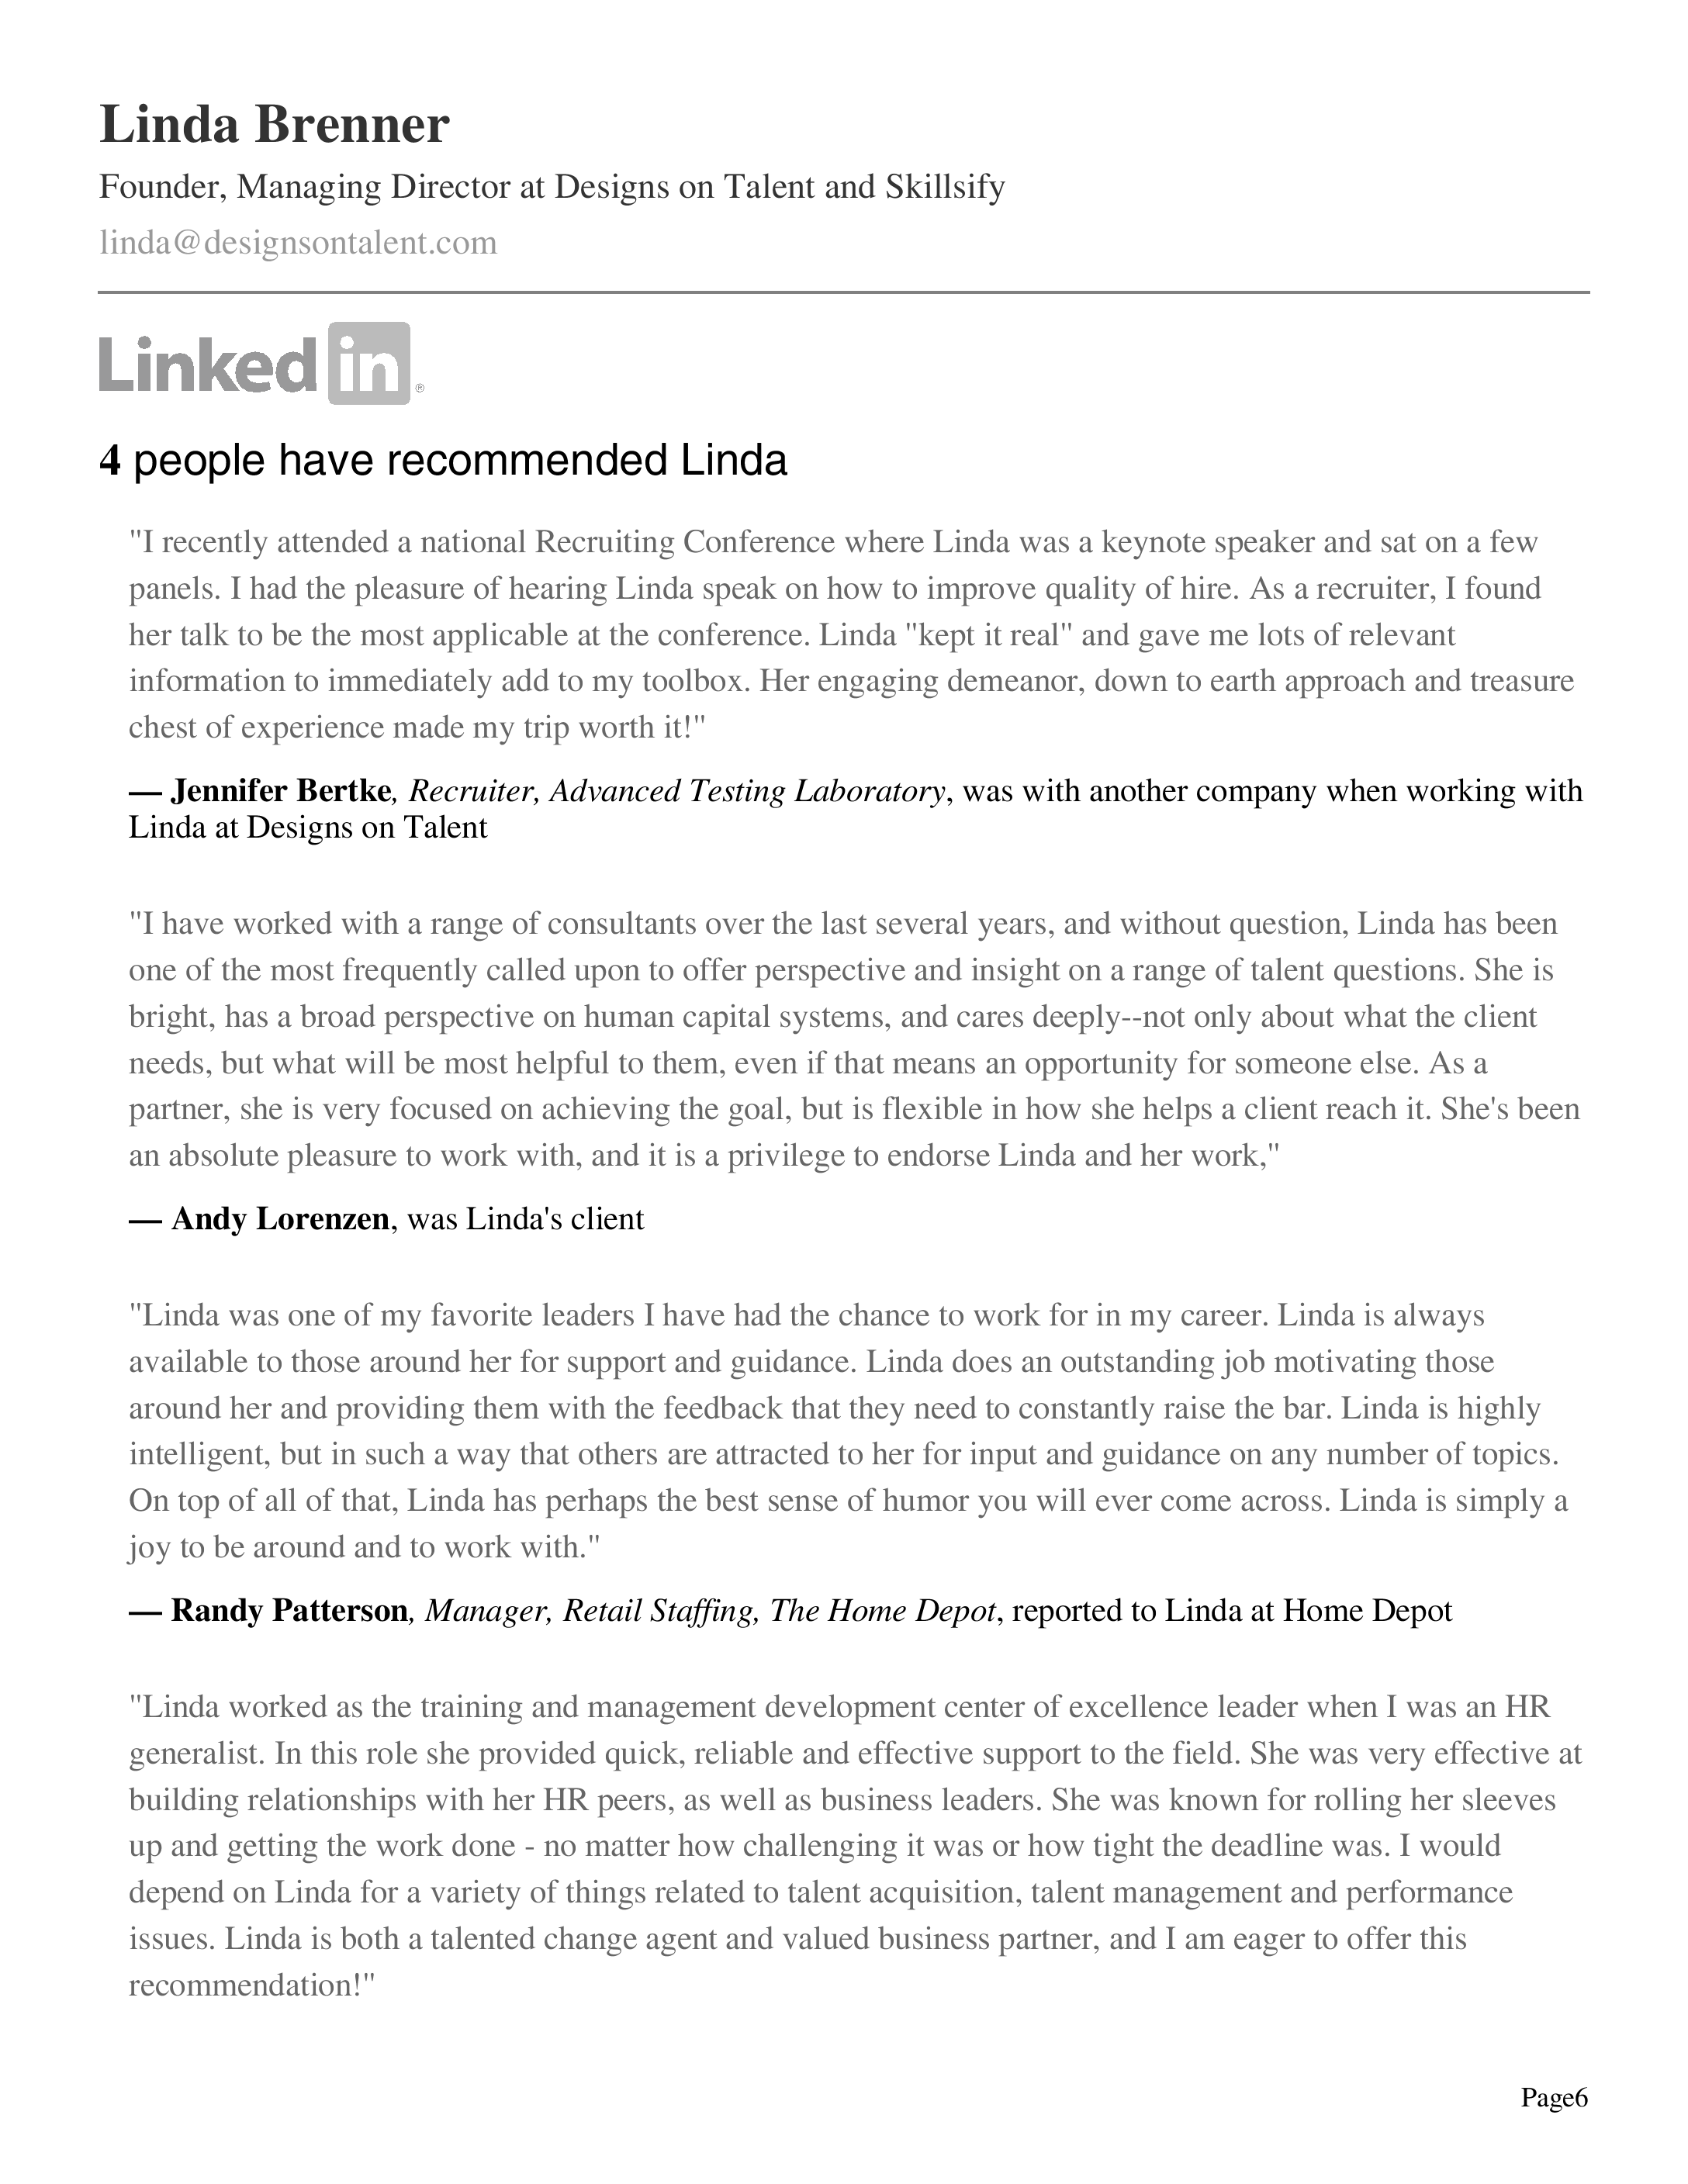 Linda Brenner
Founder, Managing Director at Designs on Talent and Skillsify
linda@designsontalent.com
Linked in ®
4 people have recommended Linda
"I recently attended a national Recruiting Conference where Linda was a keynote speaker and sat on a few
panels. I had the pleasure of hearing Linda speak on how to improve quality of hire. As a recruiter, I found
her talk to be the most applicable at the conference. Linda "kept it real" and gave me lots of relevant
information to immediately add to my toolbox. Her engaging demeanor, down to earth approach and treasure
chest of experience made my trip worth it!"
— Jennifer Bertke, Recruiter, Advanced Testing Laboratory, was with another company when working with
Linda at Designs on Talent
"I have worked with a range of consultants over the last several years, and without question, Linda has been
one of the most frequently called upon to offer perspective and insight on a range of talent questions. She is
bright, has a broad perspective on human capital systems, and cares deeply--not only about what the client
needs, but what will be most helpful to them, even if that means an opportunity for someone else. As a
partner, she is very focused on achieving the goal, but is flexible in how she helps a client reach it. She's been
an absolute pleasure to work with, and it is a privilege to endorse Linda and her work,"
— Andy Lorenzen, was Linda's client
"Linda was one of my favorite leaders I have had the chance to work for in my career. Linda is always
available to those around her for support and guidance. Linda does an outstanding job motivating those
around her and providing them with the feedback that they need to constantly raise the bar. Linda is highly
intelligent, but in such a way that others are attracted to her for input and guidance on any number of topics.
On top of all of that, Linda has perhaps the best sense of humor you will ever come across. Linda is simply a
joy to be around and to work with."
— Randy Patterson, Manager, Retail Staffing, The Home Depot, reported to Linda at Home Depot
"Linda worked as the training and management development center of excellence leader when I was an HR
generalist. In this role she provided quick, reliable and effective support to the field. She was very effective at
building relationships with her HR peers, as well as business leaders. She was known for rolling her sleeves
up and getting the work done - no matter how challenging it was or how tight the deadline was. I would
depend on Linda for a variety of things related to talent acquisition, talent management and performance
issues. Linda is both a talented change agent and valued business partner, and I am eager to offer this
recommendation!"
Page6